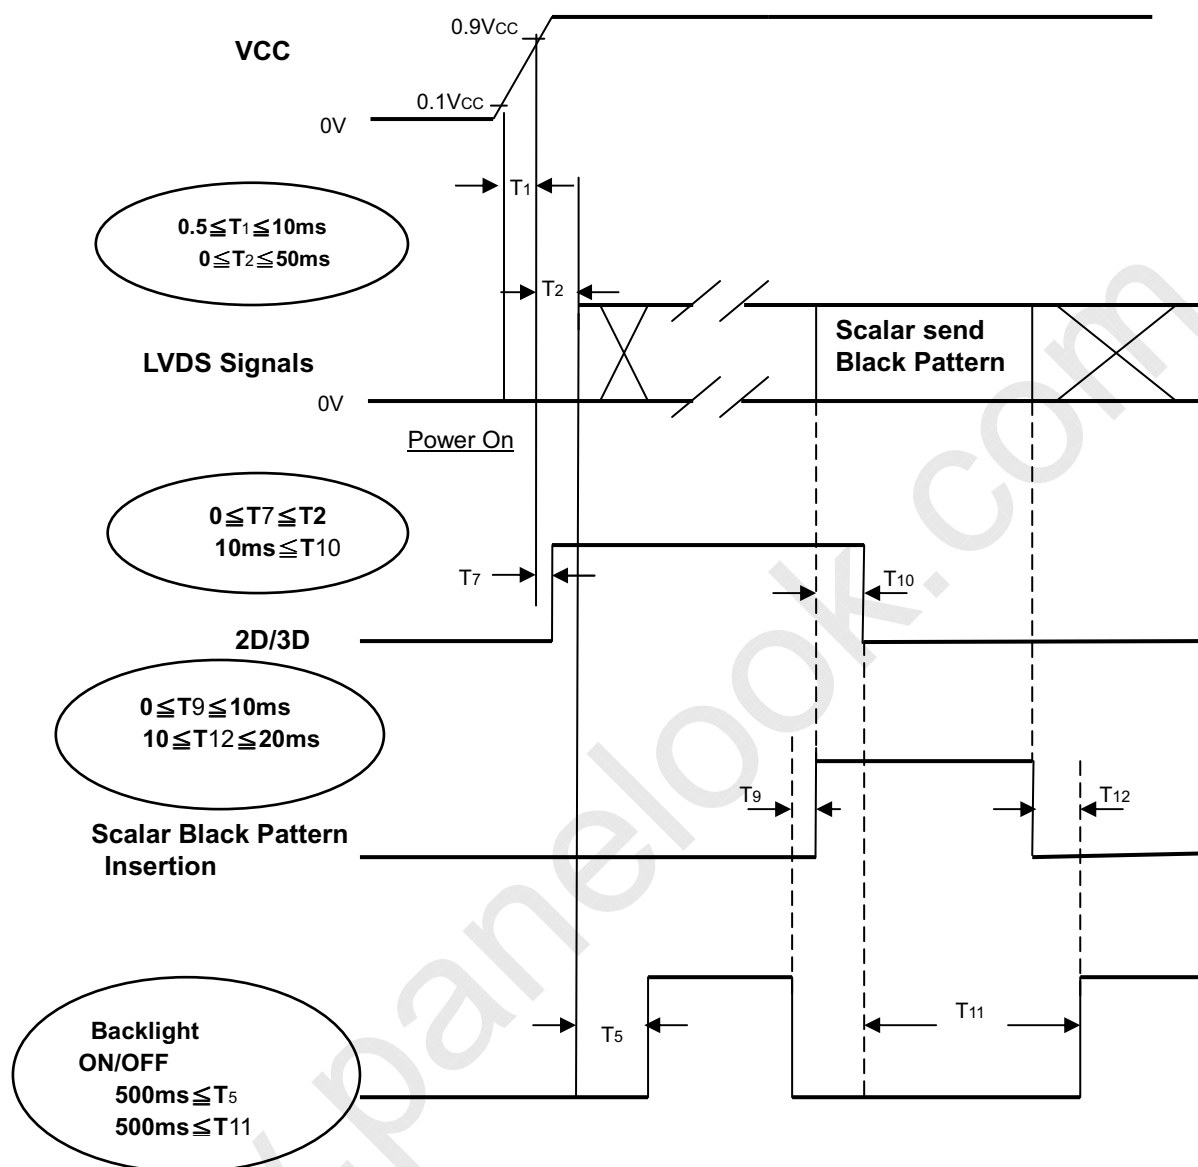 0.9Vcc
VCC
0.1Vcc
0V
T1
0.5≦T1≦10ms
0≦T2≦50ms
T2
Scalar send
Black Pattern
LVDS Signals
0V
Power On
0≦T7≦T2
10ms≦T10
T7
T10
2D/3D
0≦T9≦10ms
10≦T12≦20ms
T9
T12
Scalar Black Pattern
Insertion
T11
Backlight
ON/OFF
T5
500ms≦T5
500ms≦T11
.panelook.com